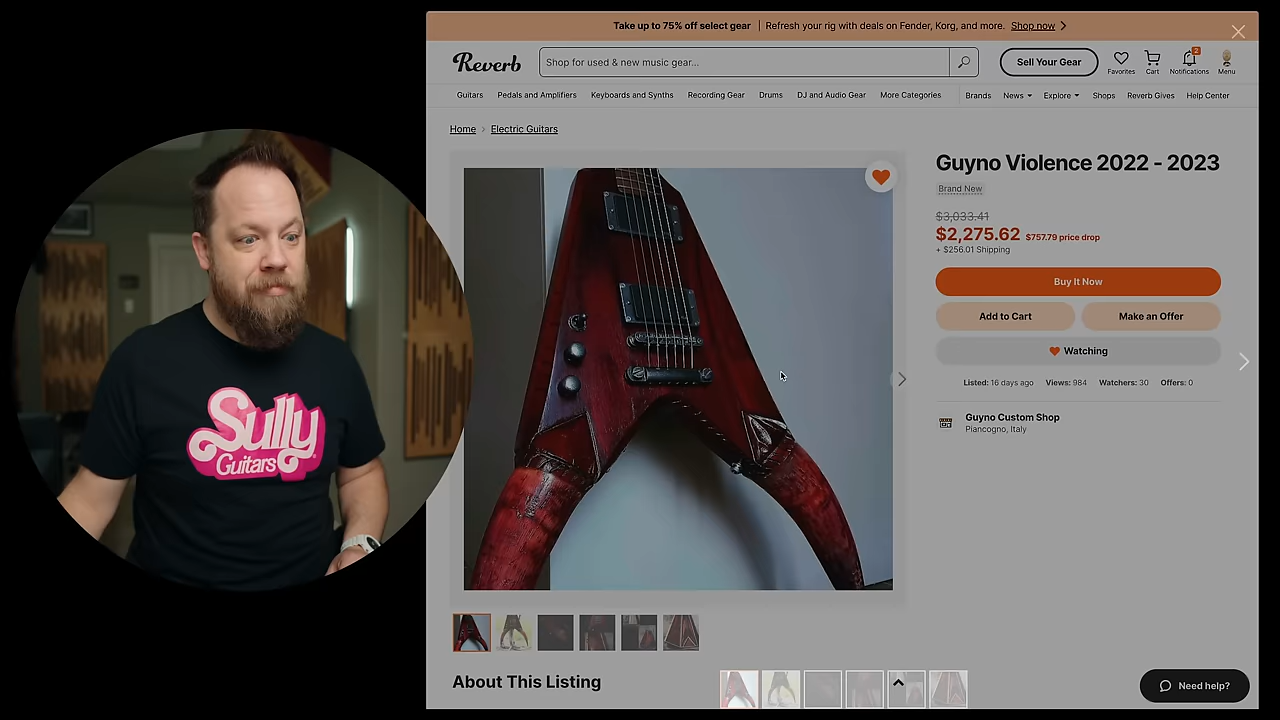 Take up to 75% off select gear | Refresh your rig with deals on Fender, Korg, and more. Shop now
Reverb
Shop for used & new music gear...
Sell Your Gear
Favorites
Cart
2
Notifications
Menu
Guitars
Pedals and Amplifiers
Keyboards and Synths
Recording Gear
Drums
DJ and Audio Gear
More Categories
Brands
News
Explore
Shops
Reverb Gives
Help Center
Home > Electric Guitars
Guyno Violence 2022 - 2023
Brand New
$3,033.41
$2,275.62 $757.79 price drop
+ $256.01 Shipping
Buy It Now
Add to Cart
Make an Offer
Watching
Listed: 16 days ago Views: 984 Watchers: 30 Offers: 0
Guyno Custom Shop
Piancogno, Italy
Sully
Guitars
About This Listing
Need help?